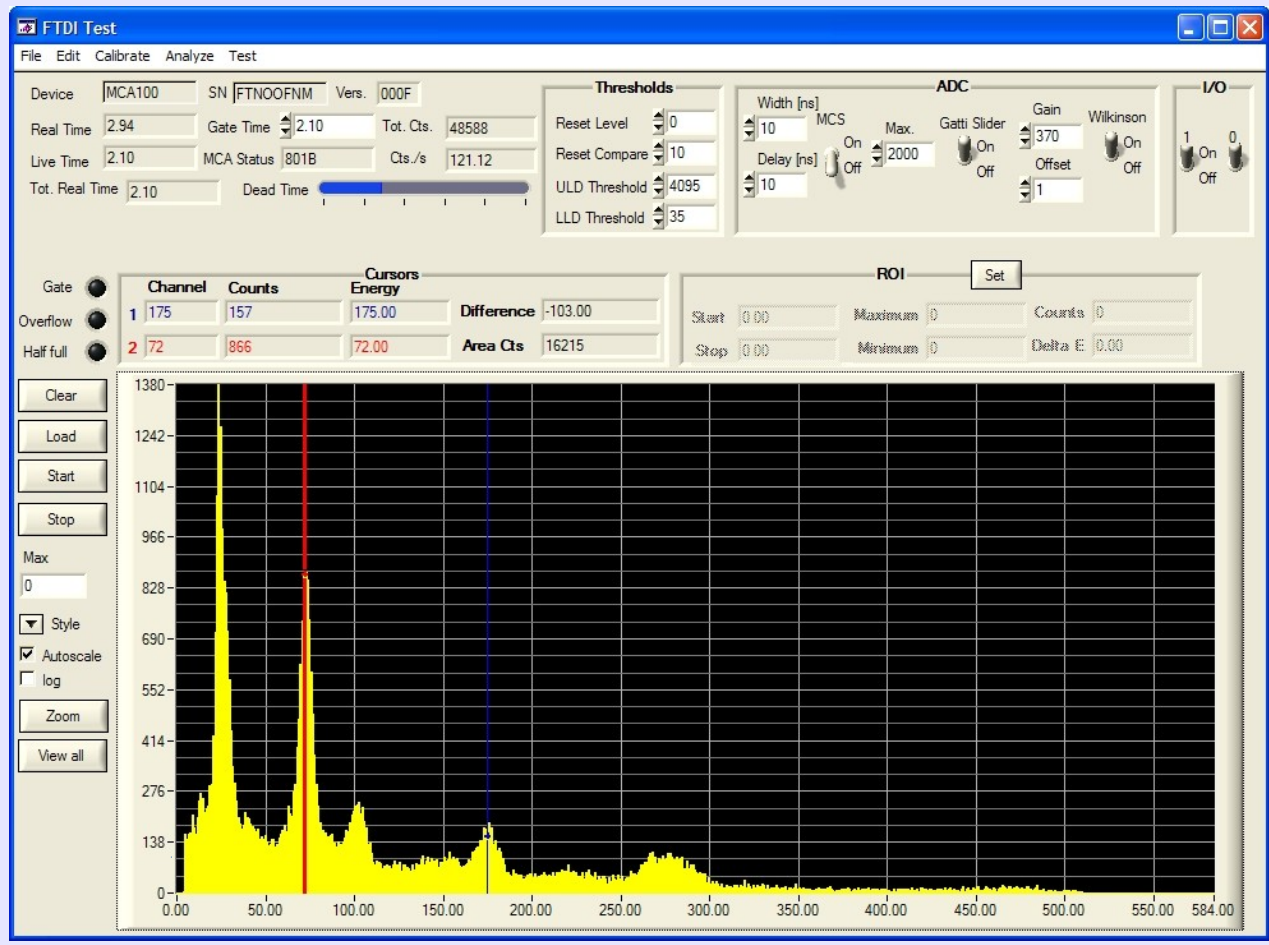 FTDI Test
File Edit Calibrate Analyze Test
Device MCA100 SN FTNOOFNM Vers. 000F
Real Time 2.94 Gate Time 2.10 Tot. Cts. 48588
Live Time 2.10 MCA Status 801B Cts./s 121.12
Tot. Real Time 2.10 Dead Time
Thresholds
Reset Level 0
Reset Compare 10
ULD Threshold 4095
LLD Threshold 35
ADC
Width [ns] 10
Delay [ns] 10
MCS On Off
Max. 2000
Gatti Slider On Off
Gain 370
Offset 1
Wilkinson On Off
I/O
1 0
On
Off
Gate
Overflow
Half full
Cursors
Channel Counts Energy
1 175 157 175.00 Difference -103.00
2 72 866 72.00 Area Cts 16215
ROI Set
Start 0.00 Maximum 0 Counts 0
Stop 0.00 Minimum 0 Delta E 0.00
Clear
Load
Start
Stop
Max
0
Style
Autoscale
log
Zoom
View all
1380
1242
1104
966
828
690
552
414
276
138
0
0.00 50.00 100.00 150.00 200.00 250.00 300.00 350.00 400.00 450.00 500.00 550.00 584.00